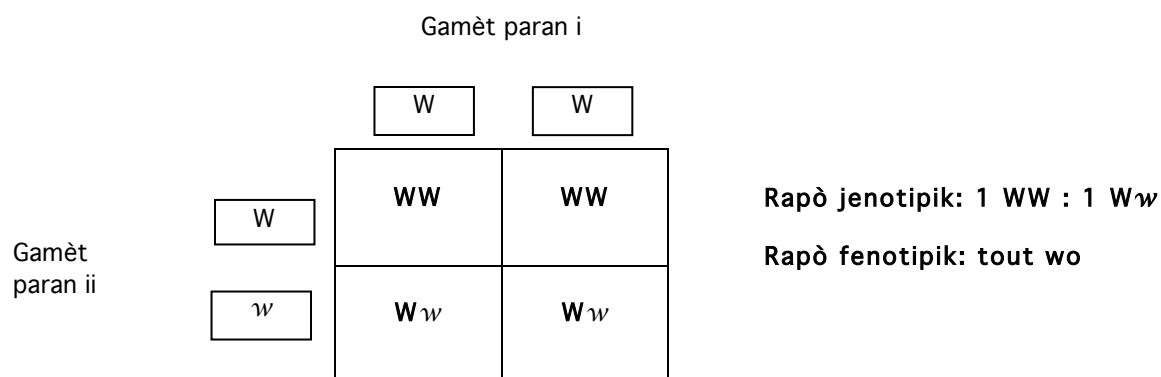 Gamèt paran i
W W
WW WW
W
Rapò jenotipik: 1 WW : 1 Ww
Gamèt
paran ii
Rapò fenotipik: tout wo
w
Ww Ww